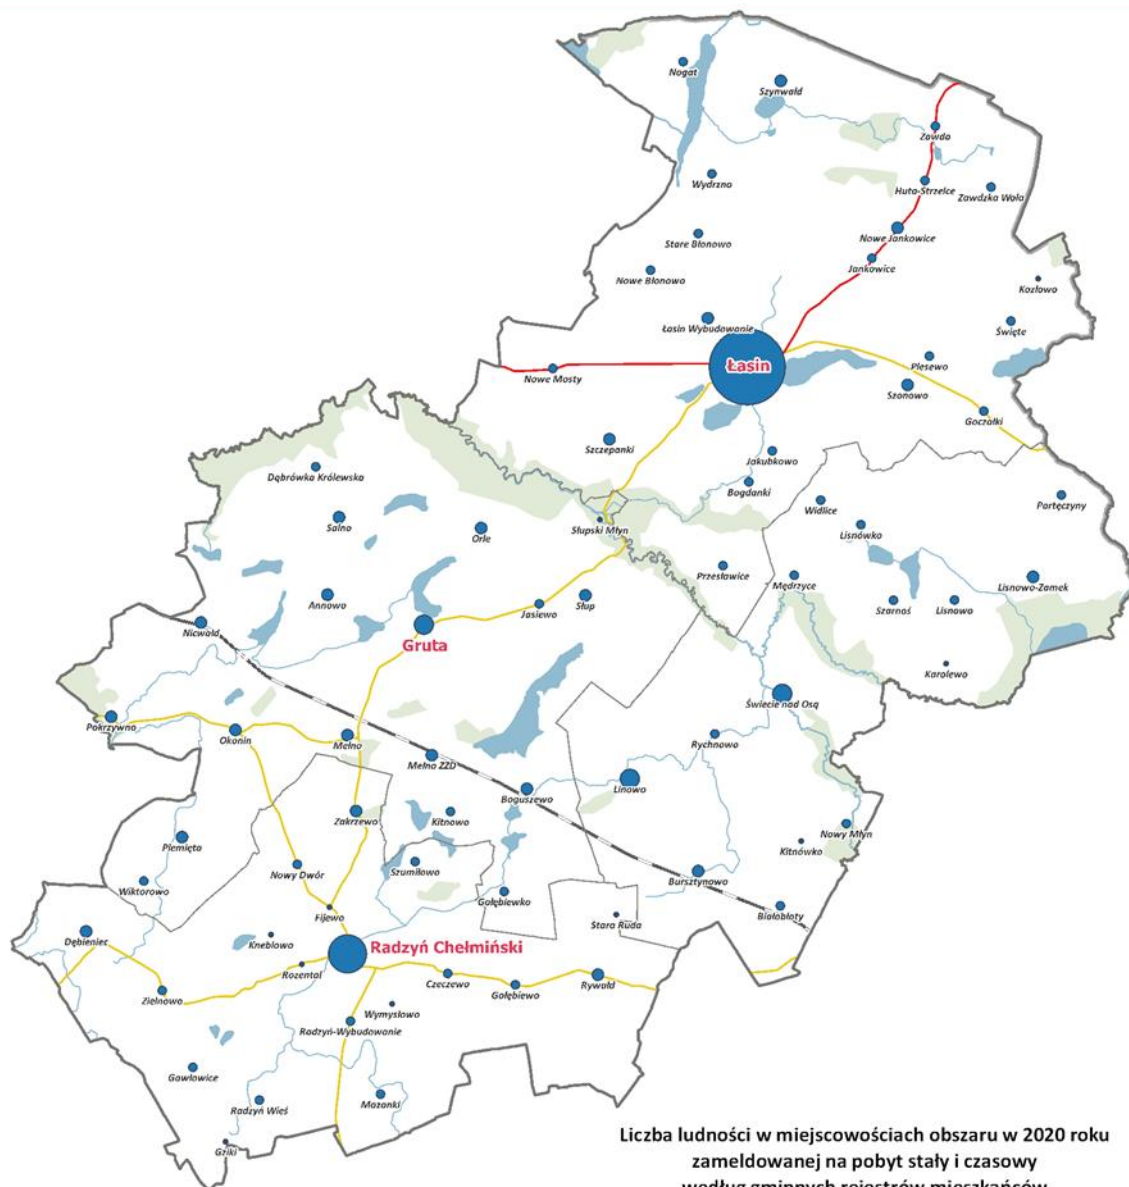 Nogat
Szynwałd
Zawda
Wydrzno
Huta-Strzelce
Zawdzka Wola
Stare Błonowo
Nowe Jankowice
Jankowice
Nowe Błonowo
Kozłowo
Łasin Wybudowanie
Święte
Łasin
Plesewo
Nowe Mosty
Szonowo
Goczałki
Szczepanki
Jakubkowo
Dąbrówka Królewska
Bogdanki
Partęczyny
Widlice
Salno
Orle
Słupski Młyn
Lisnówko
Przesławice
Mędrzyce
Lisnowo-Zamek
Annowo
Jasiewo
Słup
Szarnoś
Lisnowo
Nicwałd
Gruta
Karolewo
Świecie nad Osą
Pokrzywno
Okonin
Mełno
Rychnowo
Mełno ZZD
Linowo
Boguszewo
Zakrzewo
Kitnowo
Nowy Młyn
Plemięta
Kitnówko
Nowy Dwór
Szumiłowo
Wiktorowo
Bursztynowo
Gołębiewko
Fijewo
Białobłoty
Dębieniec
Kneblowo
Stara Ruda
Radzyń Chełmiński
Rozental
Czeczewo
Gołębiewo
Rywałd
Zielnowo
Wymysłowo
Radzyń-Wybudowanie
Gawłowice
Radzyń Wieś
Mazanki
Gziki
Liczba ludności w miejscowościach obszaru w 2020 roku
zameldowanej na pobyt stały i czasowy
według gminnych rejestrów mieszkańców